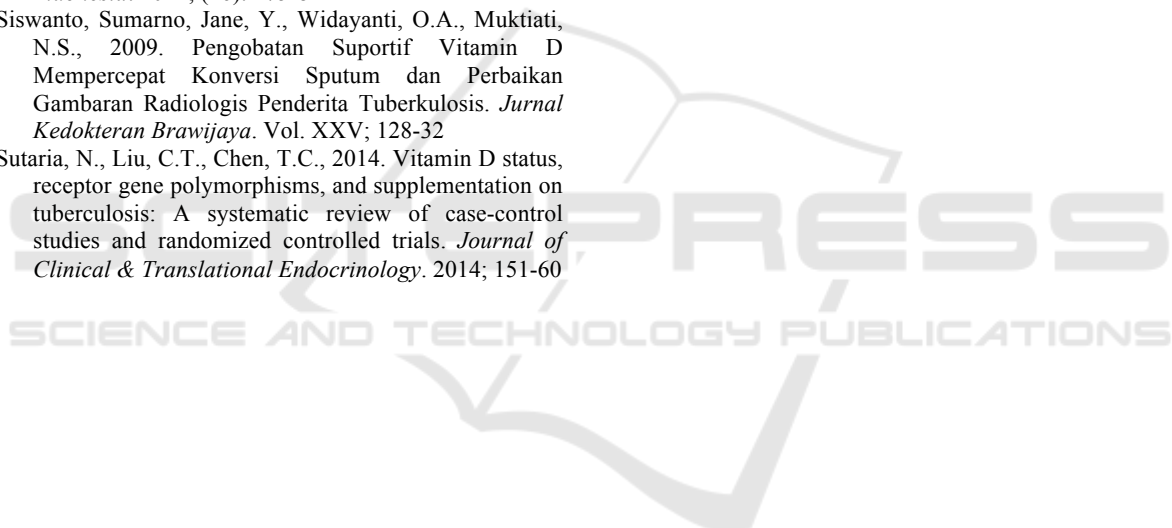 Siswanto, Sumarno, Jane, Y., Widayanti, O.A., Muktiati,
N.S., 2009. Pengobatan Suportif Vitamin D
Mempercepat Konversi Sputum dan Perbaikan
Gambaran Radiologis Penderita Tuberkulosis. Jurnal
Kedokteran Brawijaya. Vol. XXV; 128-32
Sutaria, N., Liu, C.T., Chen, T.C., 2014. Vitamin D status,
receptor gene polymorphisms, and supplementation on
tuberculosis: A systematic review of case-control
studies and randomized controlled trials. Journal of
Clinical & Translational Endocrinology. 2014; 151-60
SCITEPRESS
SCIENCE AND TECHNOLOGY PUBLICATIONS